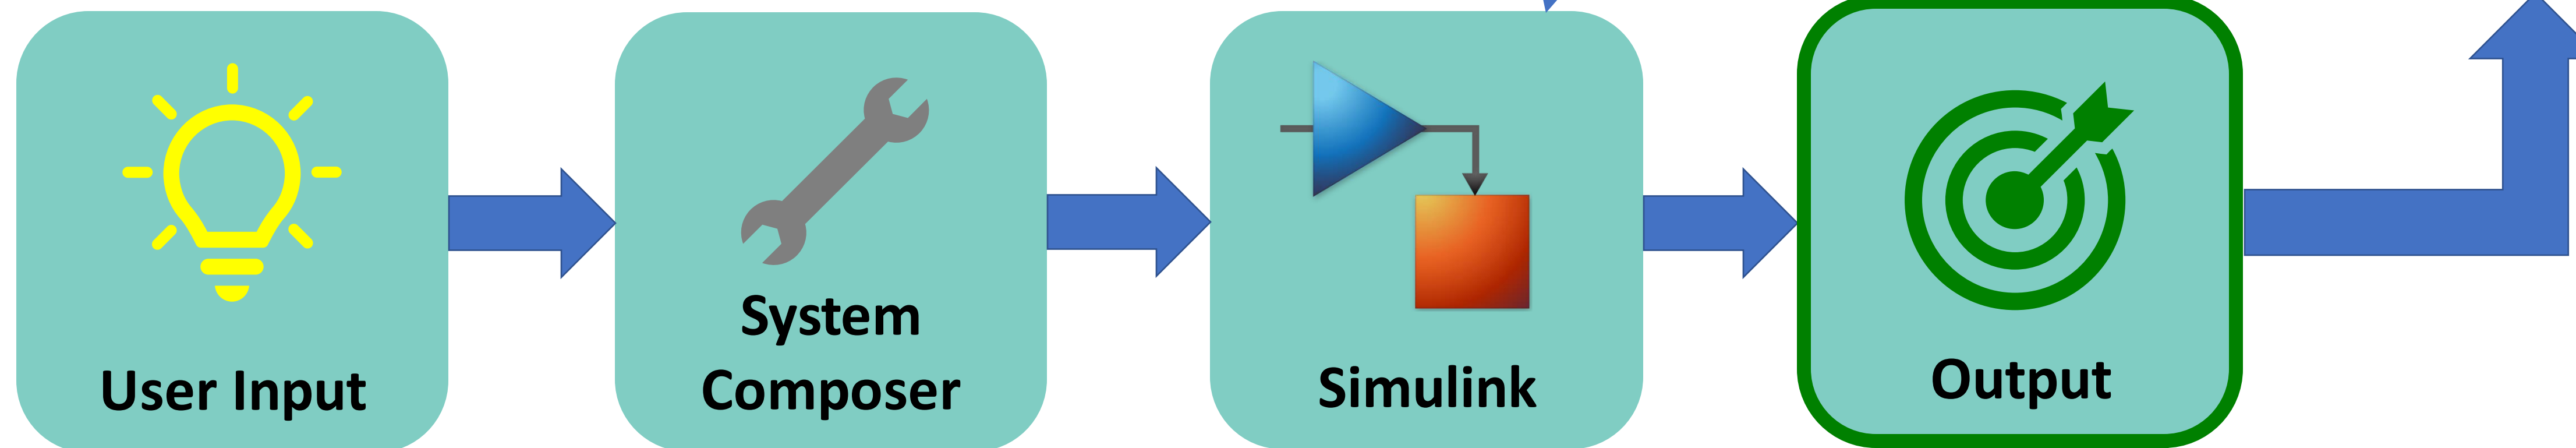 User Input
System
Composer
Simulink
Output